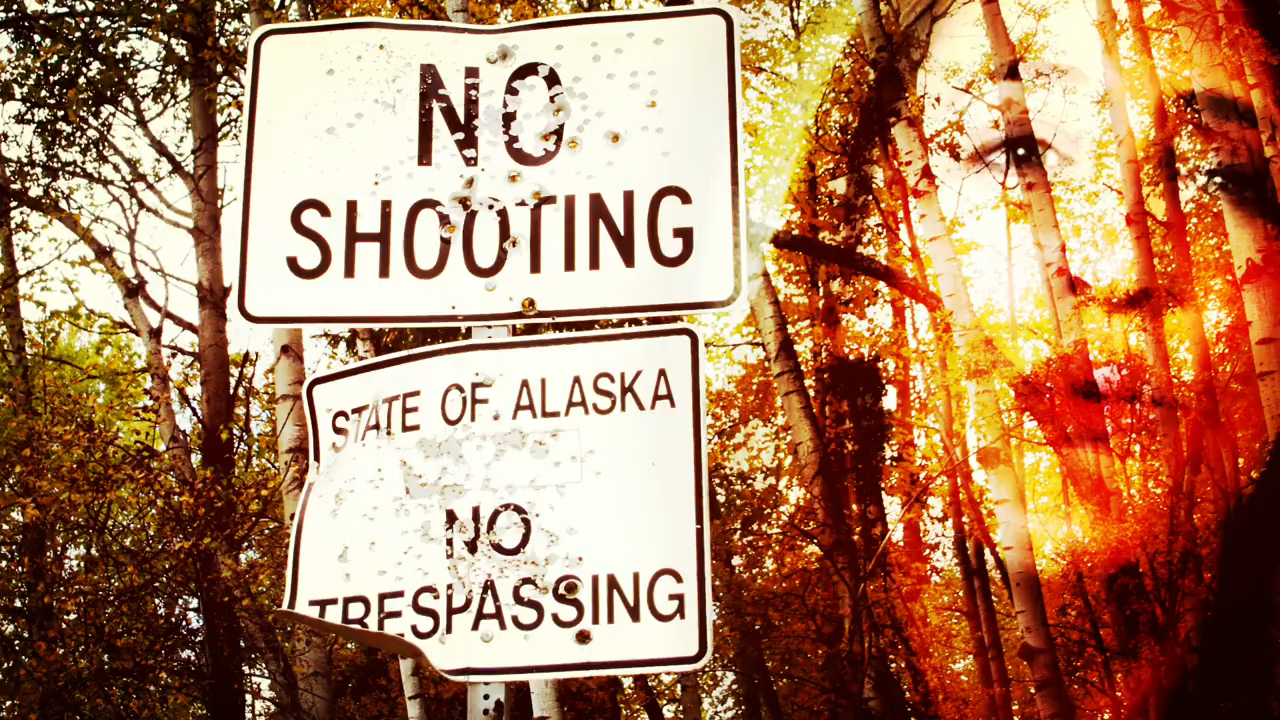 NO
SHOOTING
STATE OF ALASKA
NO
TRESPASSING